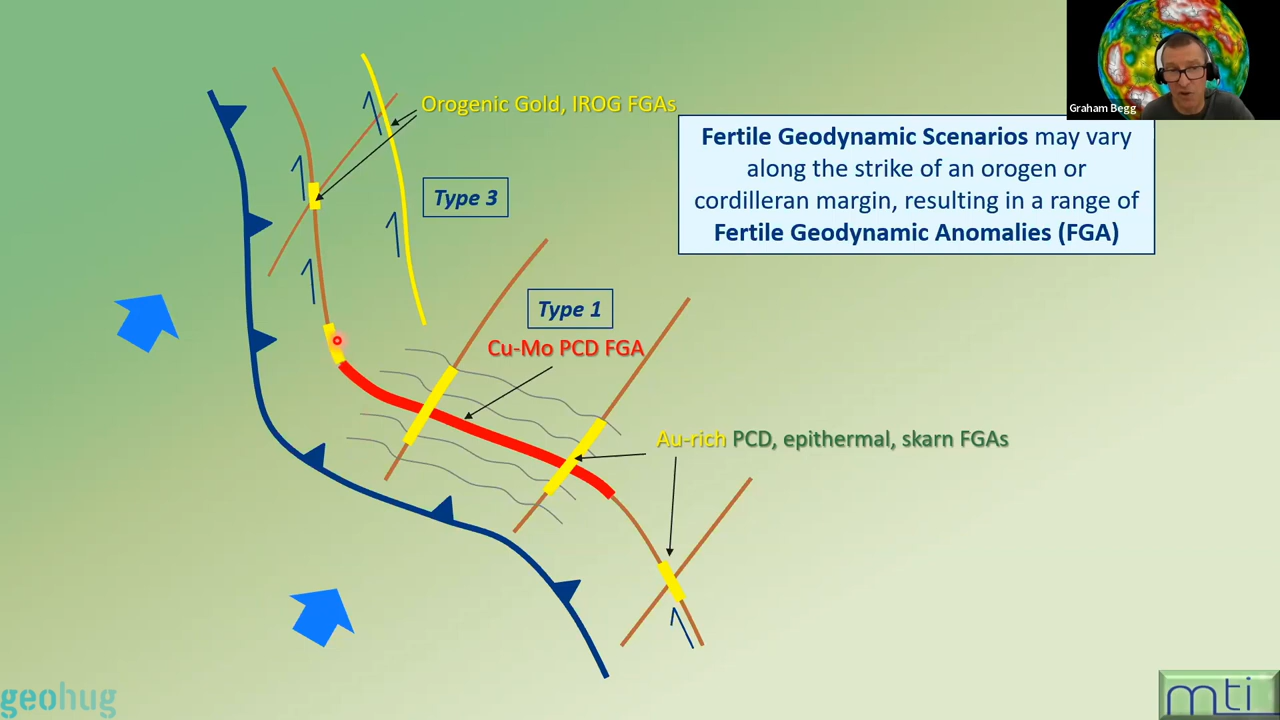 Graham Begg
Orogenic Gold, IROG FGAs
Fertile Geodynamic Scenarios may vary
along the strike of an orogen or
cordilleran margin, resulting in a range of
Fertile Geodynamic Anomalies (FGA)
Type 3
Type 1
Cu-Mo PCD FGA
Au-rich PCD, epithermal, skarn FGAs
geohug
mti